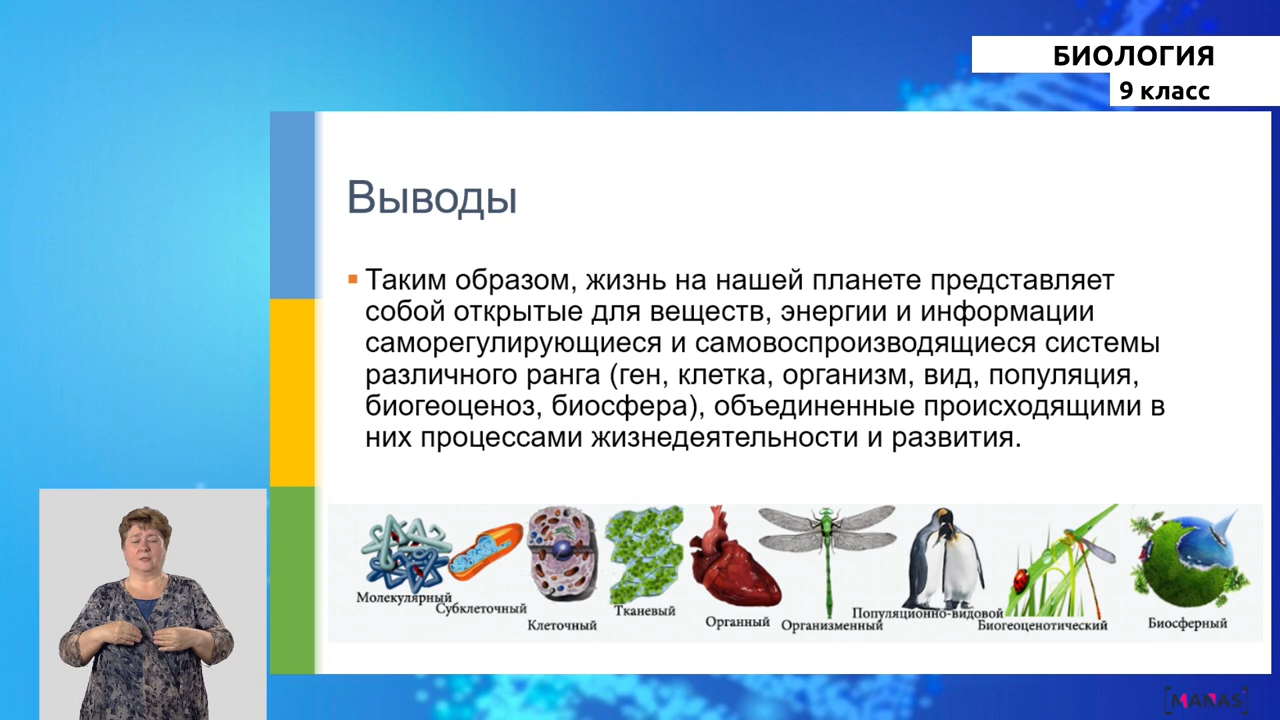 БИОЛОГИЯ
9 класс
Выводы
Таким образом, жизнь на нашей планете представляет
собой открытые для веществ, энергии и информации
саморегулирующиеся и самовоспроизводящиеся системы
различного ранга (ген, клетка, организм, вид, популяция,
биогеоценоз, биосфера), объединенные происходящими в
них процессами жизнедеятельности и развития.
Молекулярный
Субклеточный
Клеточный
Тканевый
Органный
Организменный
Популяционно-видовой
Биогеоценотический
Биосферный
[MANAS]